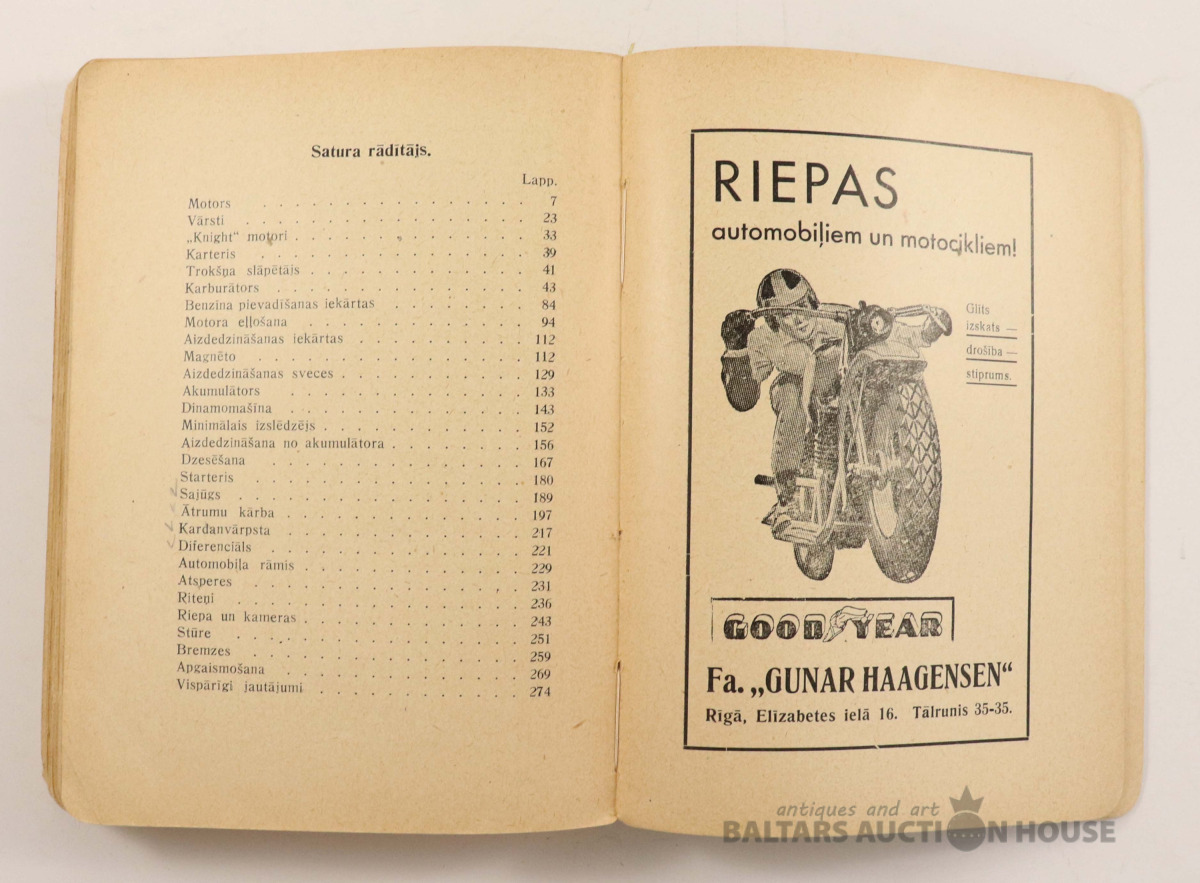 Satura rādītājs.
Lapp.
Motors . . . . . . . . . . . . . . 7
Vārsti . . . . . . . . . . . . . . 23
„Knight“ motori . . . . . . . . . . . . 33
Karteris . . . . . . . . . . . . . . 39
Trokšņa slāpētājs . . . . . . . . . . . 41
Karburātors . . . . . . . . . . . . . 43
Benzina pievadīšanas iekārtas . . . . . . . 84
Motora eļļošana . . . . . . . . . . . . 94
Aizdedzināšanas iekārtas . . . . . . . . . 112
Magnēto . . . . . . . . . . . . . . 112
Aizdedzināšanas sveces . . . . . . . . . . 129
Akumulātors . . . . . . . . . . . . . 133
Dinamomašīna . . . . . . . . . . . . 143
Minimālais izslēdzējs . . . . . . . . . . 152
Aizdedzināšana no akumulātora . . . . . . . 156
Dzesēšana . . . . . . . . . . . . . 167
Starteris . . . . . . . . . . . . . . 180
Sajūgs . . . . . . . . . . . . . . 189
Ātrumu kārba . . . . . . . . . . . . 197
Kardanvārpsta . . . . . . . . . . . . 217
Diferenciāls . . . . . . . . . . . . . 221
Automobiļa rāmis . . . . . . . . . . . 229
Atsperes . . . . . . . . . . . . . . 231
Riteņi . . . . . . . . . . . . . . 236
Riepa un kameras . . . . . . . . . . . 243
Stūre . . . . . . . . . . . . . . 251
Bremzes . . . . . . . . . . . . . . 259
Apgaismošana . . . . . . . . . . . . 269
Vispārīgi jautājumi . . . . . . . . . . . 274
RIEPAS
automobiļiem un motocikliem!
Glīts
izskats —
drošība —
stiprums.
GOOD YEAR
Fa. „GUNAR HAAGENSEN“
Rīgā, Elīzabetes ielā 16. Tālrunis 35-35.
antiques and art
BALTARS AUCTION HOUSE